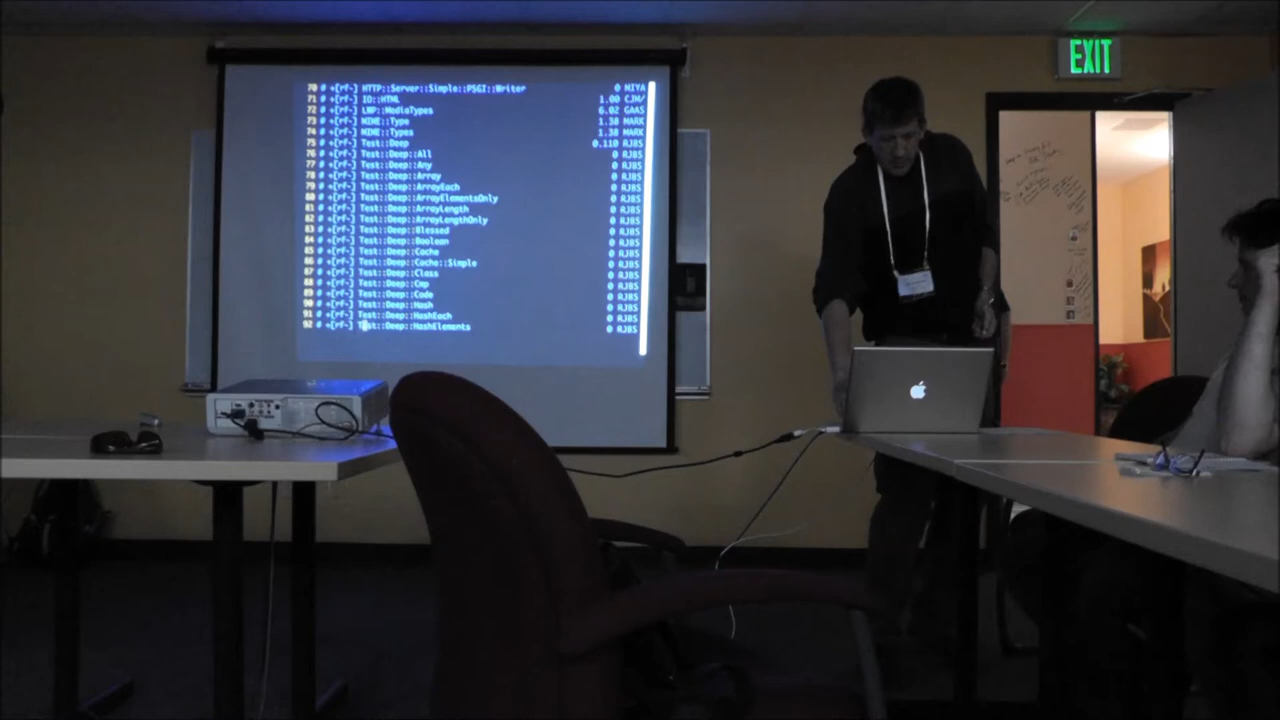 70 # +[rf-] HTTP::Server::Simple::PSGI::Writer 0 MIYA
71 # +[rf-] IO::HTML 1.00 CJM/
72 # +[rf-] LWP::MediaTypes 6.02 GAAS
73 # +[rf-] MIME::Type 1.38 MARK
74 # +[rf-] MIME::Types 1.38 MARK
75 # +[rf-] Test::Deep 0.110 RJBS
76 # +[rf-] Test::Deep::All 0 RJBS
77 # +[rf-] Test::Deep::Any 0 RJBS
78 # +[rf-] Test::Deep::Array 0 RJBS
79 # +[rf-] Test::Deep::ArrayEach 0 RJBS
80 # +[rf-] Test::Deep::ArrayElementsOnly 0 RJBS
81 # +[rf-] Test::Deep::ArrayLength 0 RJBS
82 # +[rf-] Test::Deep::ArrayLengthOnly 0 RJBS
83 # +[rf-] Test::Deep::Blessed 0 RJBS
84 # +[rf-] Test::Deep::Boolean 0 RJBS
85 # +[rf-] Test::Deep::Cache 0 RJBS
86 # +[rf-] Test::Deep::Cache::Simple 0 RJBS
87 # +[rf-] Test::Deep::Class 0 RJBS
88 # +[rf-] Test::Deep::Cmp 0 RJBS
89 # +[rf-] Test::Deep::Code 0 RJBS
90 # +[rf-] Test::Deep::Hash 0 RJBS
91 # +[rf-] Test::Deep::HashEach 0 RJBS
92 # +[rf-] Test::Deep::HashElements 0 RJBS
EXIT